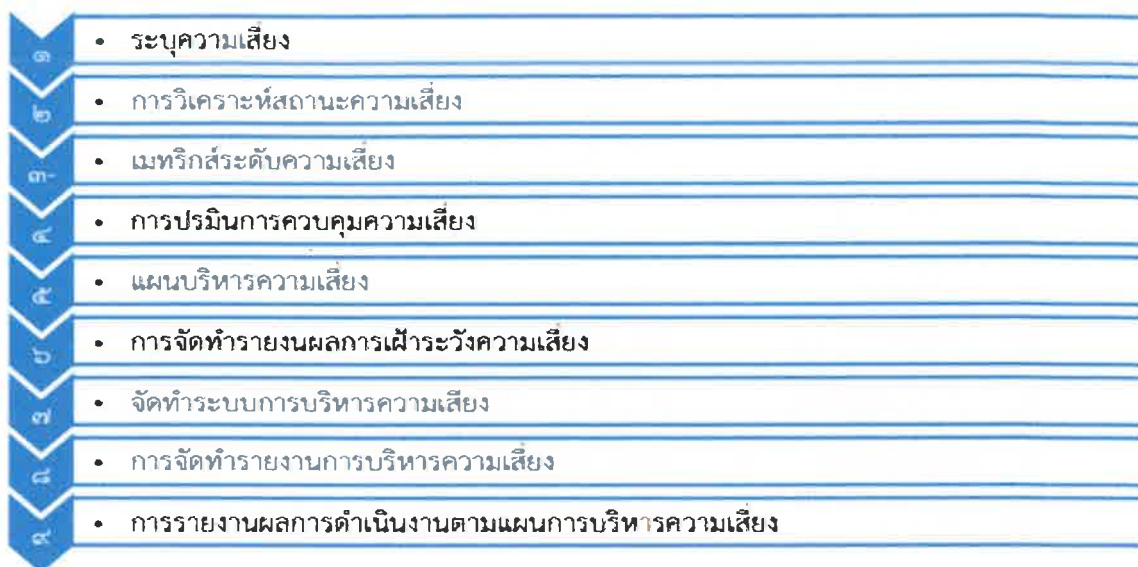 ๑ • ระบุความเสี่ยง
๒ • การวิเคราะห์สถานะความเสี่ยง
๓ • เมทริกส์ระดับความเสี่ยง
๔ • การปรมินการควบคุมความเสี่ยง
๕ • แผนบริหารความเสี่ยง
๖ • การจัดทำรายงนผลการเฝ้าระวังความเสี่ยง
๗ • จัดทำระบบการบริหารความเสี่ยง
๘ • การจัดทำรายงานการบริหารความเสี่ยง
๙ • การรายงานผลการดำเนินงานตามแผนการบริหารความเสี่ยง